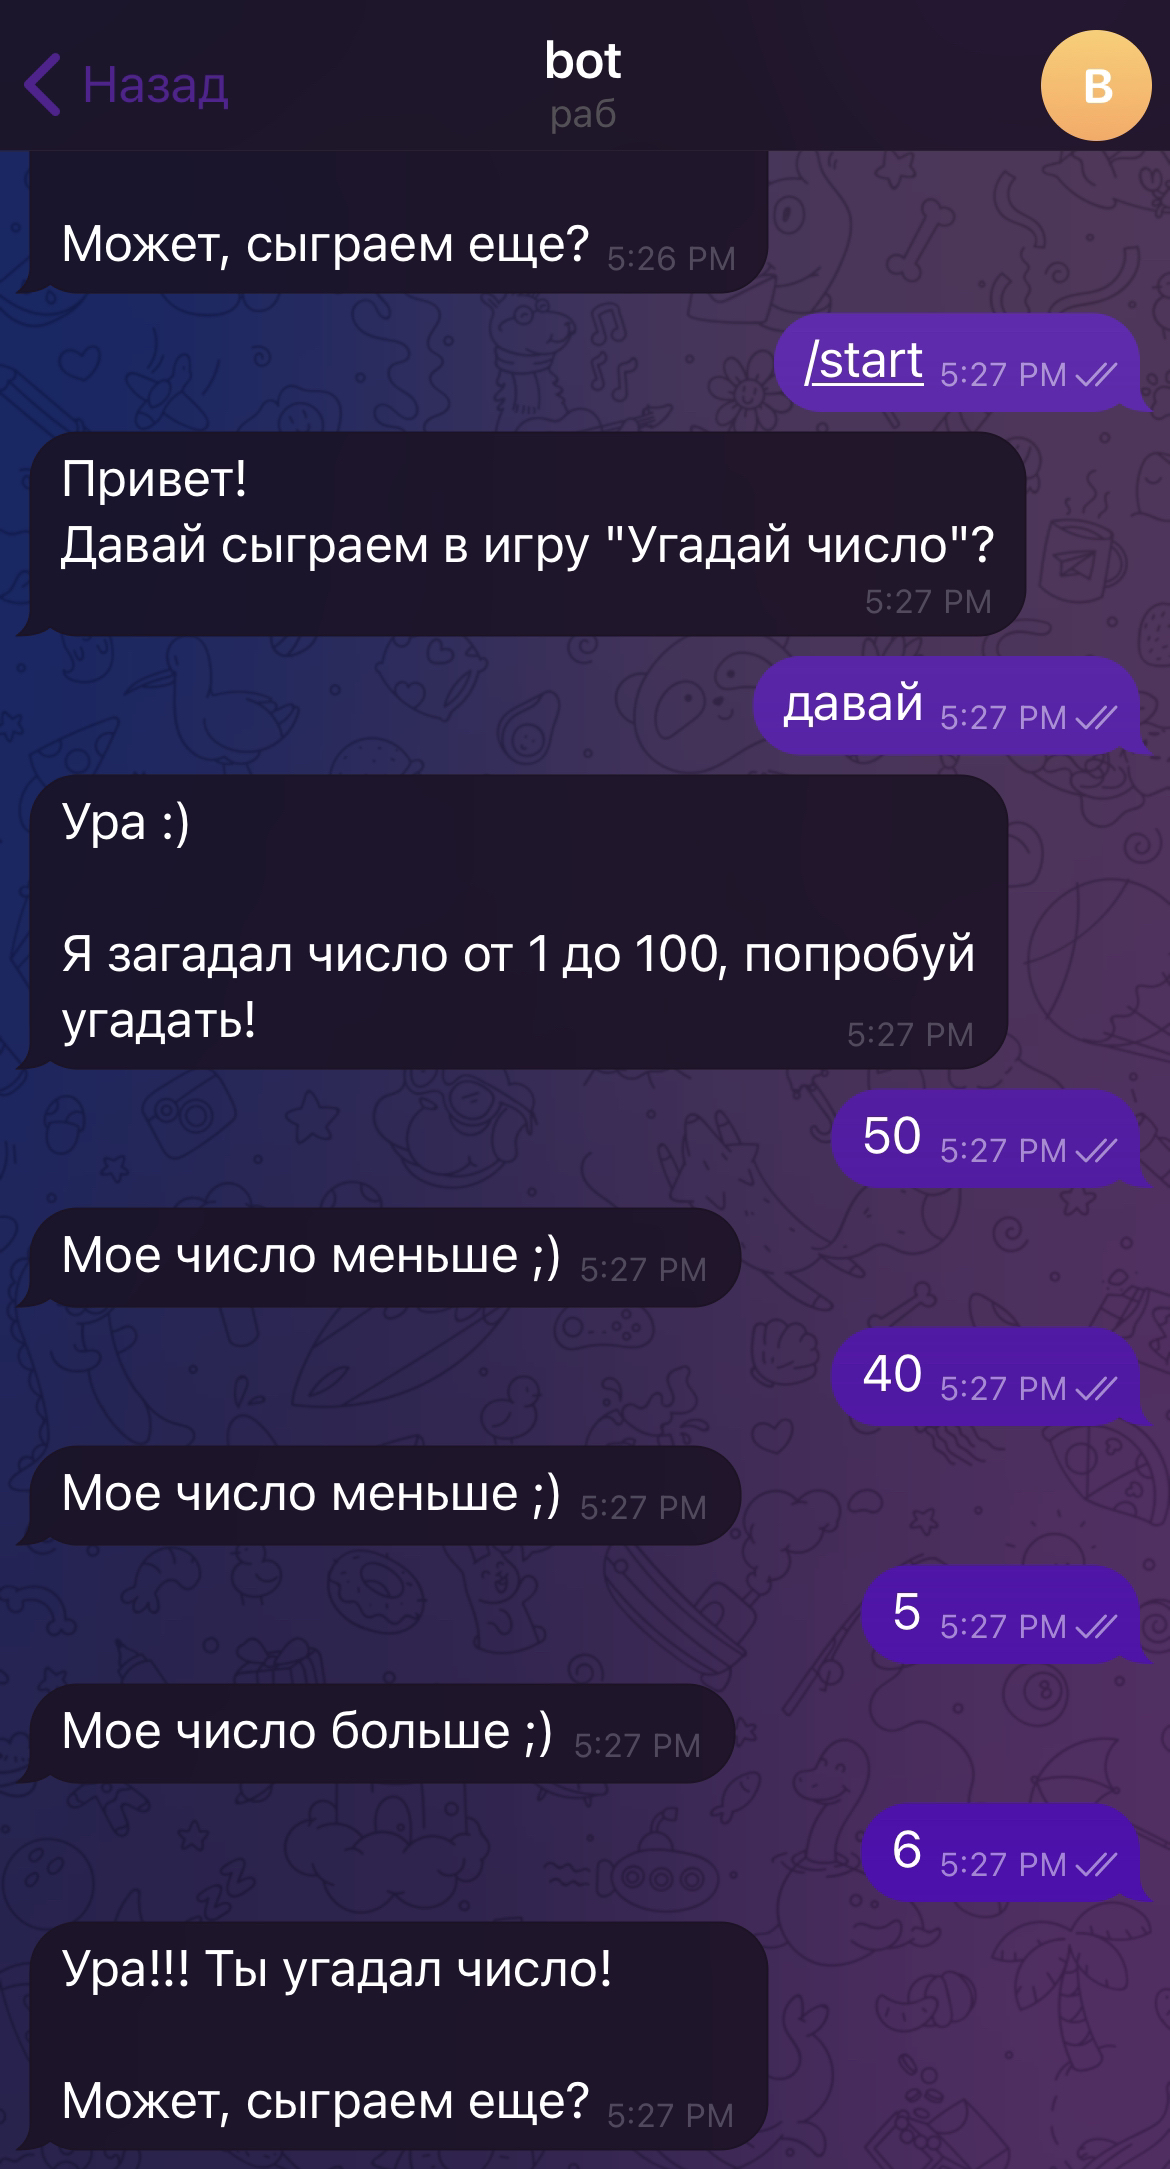 Назад
bot
раб
B
Может, сыграем еще? 5:26 PM
/start 5:27 PM
Привет!
Давай сыграем в игру "Угадай число"?
5:27 PM
давай 5:27 PM
Ура :)
Я загадал число от 1 до 100, попробуй
угадать! 5:27 PM
50 5:27 PM
Мое число меньше ;) 5:27 PM
40 5:27 PM
Мое число меньше ;) 5:27 PM
5 5:27 PM
Мое число больше ;) 5:27 PM
6 5:27 PM
Ура!!! Ты угадал число!
Может, сыграем еще? 5:27 PM